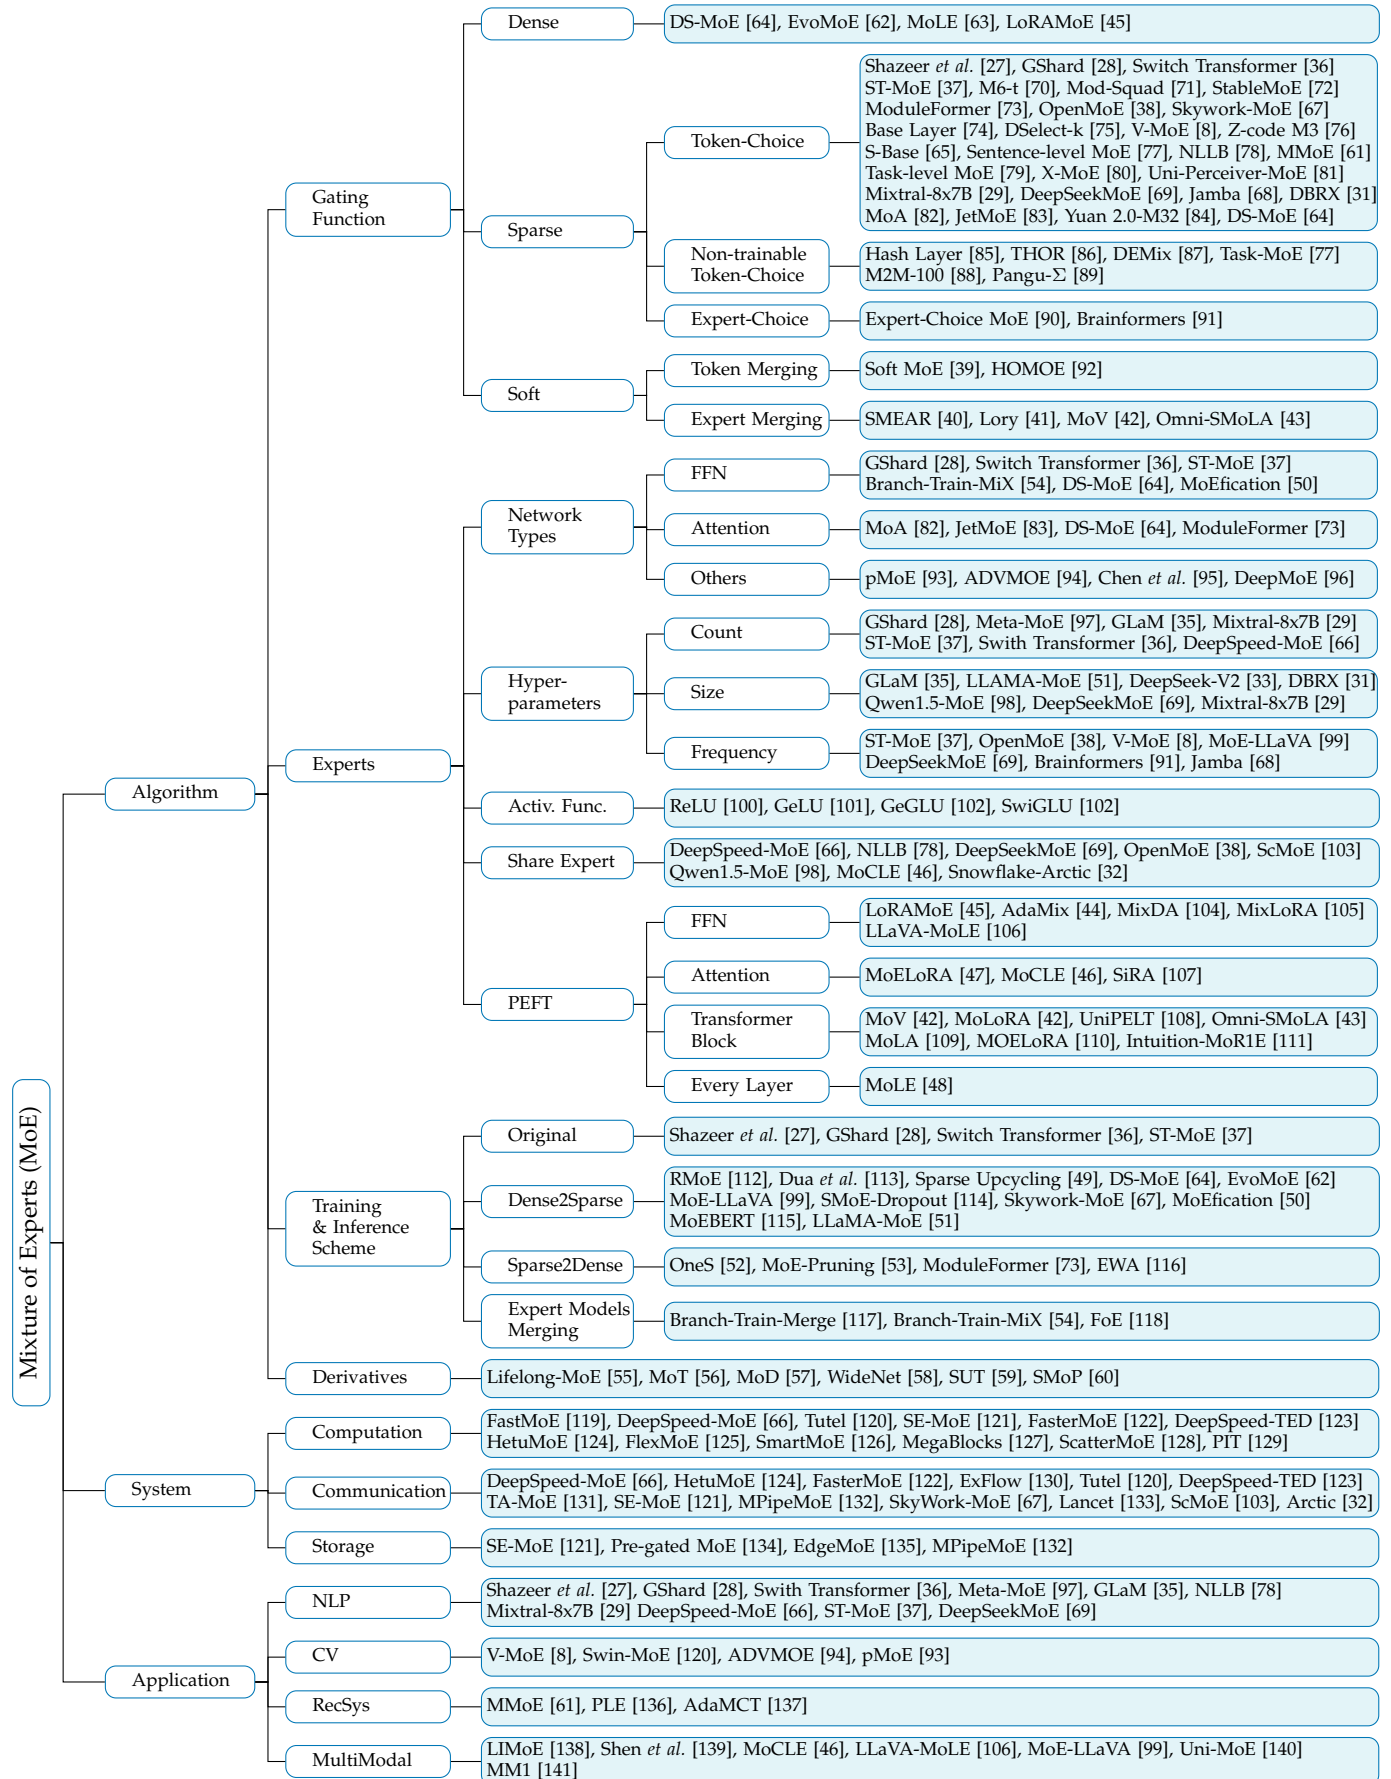 Mixture of Experts (MoE)
Algorithm
Gating
Function
Dense
DS-MoE [64], EvoMoE [62], MoLE [63], LoRAMoE [45]
Sparse
Token-Choice
Shazeer et al. [27], GShard [28], Switch Transformer [36]
ST-MoE [37], M6-t [70], Mod-Squad [71], StableMoE [72]
ModuleFormer [73], OpenMoE [38], Skywork-MoE [67]
Base Layer [74], DSelect-k [75], V-MoE [8], Z-code M3 [76]
S-Base [65], Sentence-level MoE [77], NLLB [78], MMoE [61]
Task-level MoE [79], X-MoE [80], Uni-Perceiver-MoE [81]
Mixtral-8x7B [29], DeepSeekMoE [69], Jamba [68], DBRX [31]
MoA [82], JetMoE [83], Yuan 2.0-M32 [84], DS-MoE [64]
Non-trainable
Token-Choice
Hash Layer [85], THOR [86], DEMix [87], Task-MoE [77]
M2M-100 [88], Pangu-Σ [89]
Expert-Choice
Expert-Choice MoE [90], Brainformers [91]
Soft
Token Merging
Soft MoE [39], HOMOE [92]
Expert Merging
SMEAR [40], Lory [41], MoV [42], Omni-SMoLA [43]
Experts
Network
Types
FFN
GShard [28], Switch Transformer [36], ST-MoE [37]
Branch-Train-MiX [54], DS-MoE [64], MoEfication [50]
Attention
MoA [82], JetMoE [83], DS-MoE [64], ModuleFormer [73]
Others
pMoE [93], ADVMOE [94], Chen et al. [95], DeepMoE [96]
Hyper-
parameters
Count
GShard [28], Meta-MoE [97], GLaM [35], Mixtral-8x7B [29]
ST-MoE [37], Swith Transformer [36], DeepSpeed-MoE [66]
Size
GLaM [35], LLAMA-MoE [51], DeepSeek-V2 [33], DBRX [31]
Qwen1.5-MoE [98], DeepSeekMoE [69], Mixtral-8x7B [29]
Frequency
ST-MoE [37], OpenMoE [38], V-MoE [8], MoE-LLaVA [99]
DeepSeekMoE [69], Brainformers [91], Jamba [68]
Activ. Func.
ReLU [100], GeLU [101], GeGLU [102], SwiGLU [102]
Share Expert
DeepSpeed-MoE [66], NLLB [78], DeepSeekMoE [69], OpenMoE [38], ScMoE [103]
Qwen1.5-MoE [98], MoCLE [46], Snowflake-Arctic [32]
PEFT
FFN
LoRAMoE [45], AdaMix [44], MixDA [104], MixLoRA [105]
LLaVA-MoLE [106]
Attention
MoELoRA [47], MoCLE [46], SiRA [107]
Transformer
Block
MoV [42], MoLoRA [42], UniPELT [108], Omni-SMoLA [43]
MoLA [109], MOELoRA [110], Intuition-MoR1E [111]
Every Layer
MoLE [48]
Training
& Inference
Scheme
Original
Shazeer et al. [27], GShard [28], Switch Transformer [36], ST-MoE [37]
Dense2Sparse
RMoE [112], Dua et al. [113], Sparse Upcycling [49], DS-MoE [64], EvoMoE [62]
MoE-LLaVA [99], SMoE-Dropout [114], Skywork-MoE [67], MoEfication [50]
MoEBERT [115], LLaMA-MoE [51]
Sparse2Dense
OneS [52], MoE-Pruning [53], ModuleFormer [73], EWA [116]
Expert Models
Merging
Branch-Train-Merge [117], Branch-Train-MiX [54], FoE [118]
Derivatives
Lifelong-MoE [55], MoT [56], MoD [57], WideNet [58], SUT [59], SMoP [60]
System
Computation
FastMoE [119], DeepSpeed-MoE [66], Tutel [120], SE-MoE [121], FasterMoE [122], DeepSpeed-TED [123]
HetuMoE [124], FlexMoE [125], SmartMoE [126], MegaBlocks [127], ScatterMoE [128], PIT [129]
Communication
DeepSpeed-MoE [66], HetuMoE [124], FasterMoE [122], ExFlow [130], Tutel [120], DeepSpeed-TED [123]
TA-MoE [131], SE-MoE [121], MPipeMoE [132], SkyWork-MoE [67], Lancet [133], ScMoE [103], Arctic [32]
Storage
SE-MoE [121], Pre-gated MoE [134], EdgeMoE [135], MPipeMoE [132]
Application
NLP
Shazeer et al. [27], GShard [28], Swith Transformer [36], Meta-MoE [97], GLaM [35], NLLB [78]
Mixtral-8x7B [29] DeepSpeed-MoE [66], ST-MoE [37], DeepSeekMoE [69]
CV
V-MoE [8], Swin-MoE [120], ADVMOE [94], pMoE [93]
RecSys
MMoE [61], PLE [136], AdaMCT [137]
MultiModal
LIMoE [138], Shen et al. [139], MoCLE [46], LLaVA-MoLE [106], MoE-LLaVA [99], Uni-MoE [140]
MM1 [141]